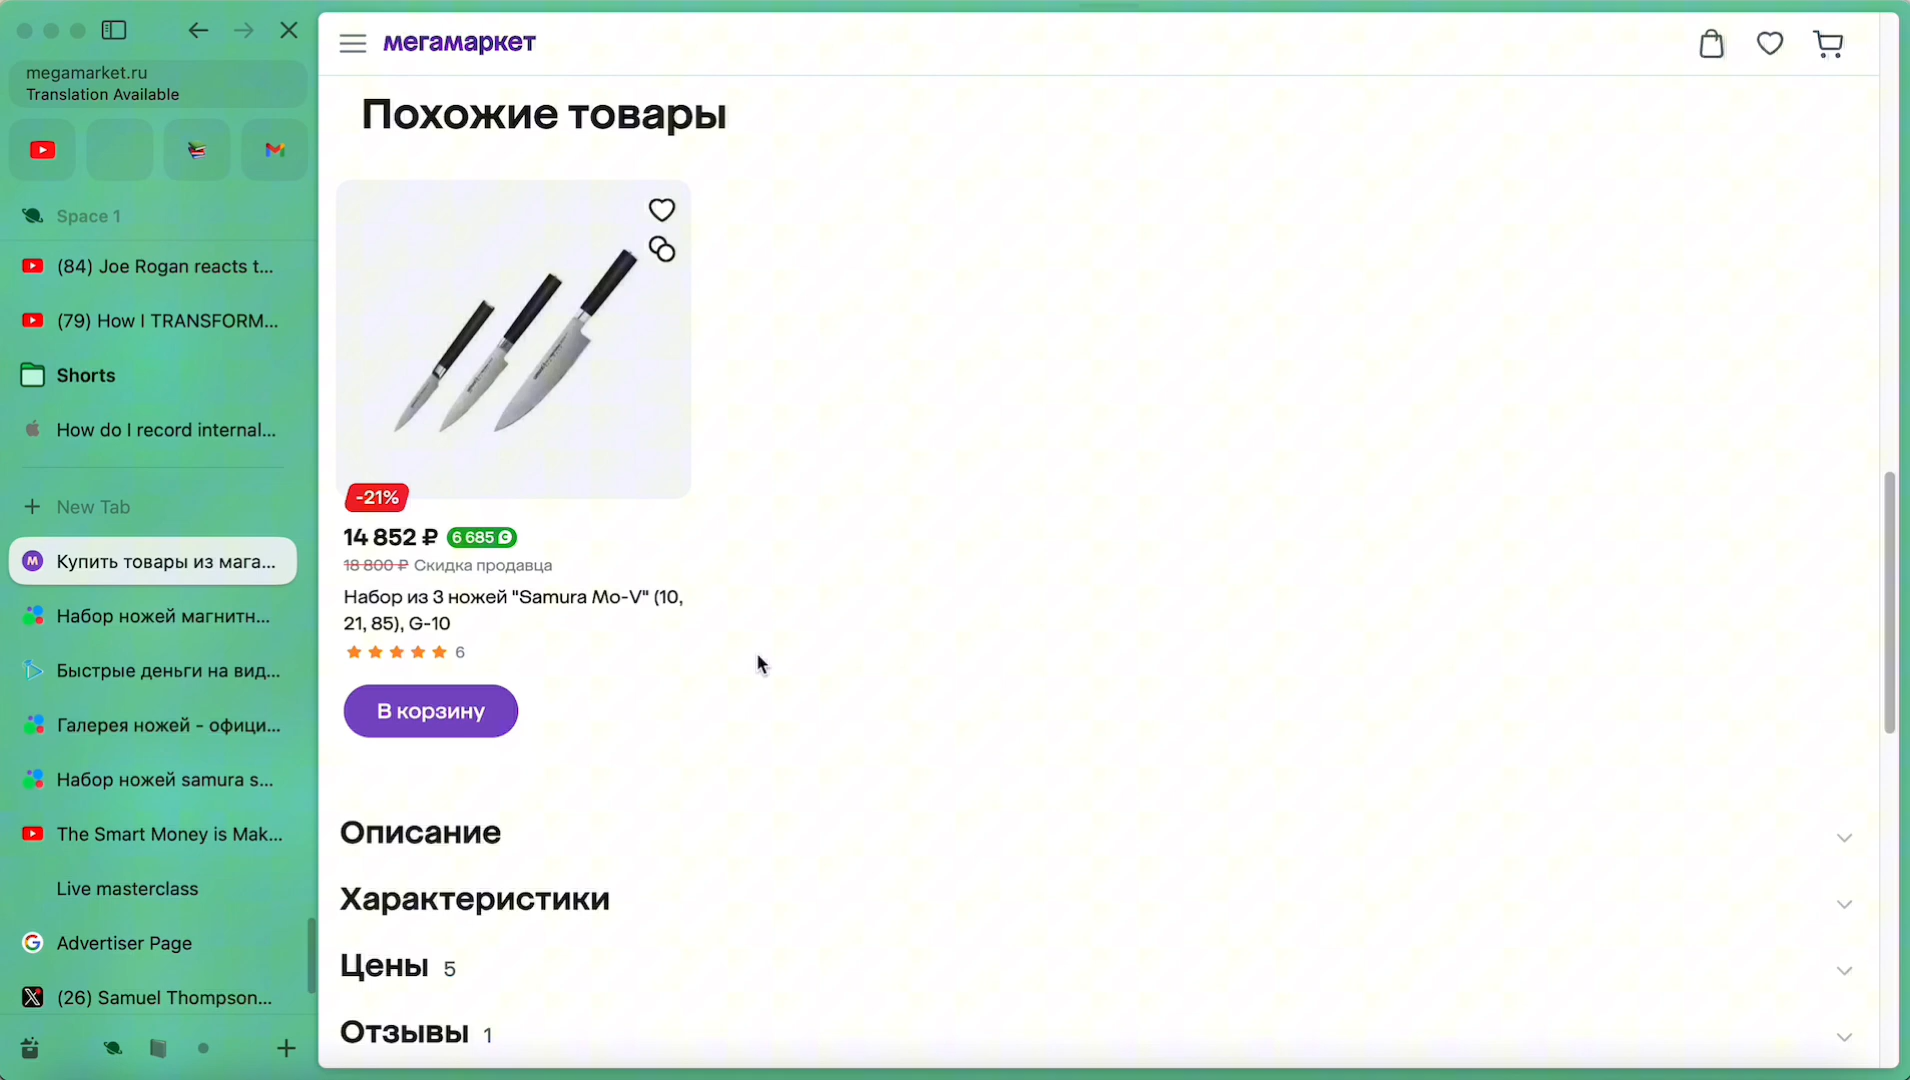 megamarket.ru
Translation Available
Space 1
(84) Joe Rogan reacts t...
(79) How I TRANSFORM...
Shorts
How do I record internal...
New Tab
Купить товары из мага...
Набор ножей магнитн...
Быстрые деньги на вид...
Галерея ножей - офици...
Набор ножей samura s...
The Smart Money is Mak...
Live masterclass
Advertiser Page
(26) Samuel Thompson...
мегамаркет
Похожие товары
-21%
14 852 ₽ 6 685
18 800 ₽ Скидка продавца
Набор из 3 ножей "Samura Mo-V" (10,
21, 85), G-10
6
В корзину
Описание
Характеристики
Цены 5
Отзывы 1